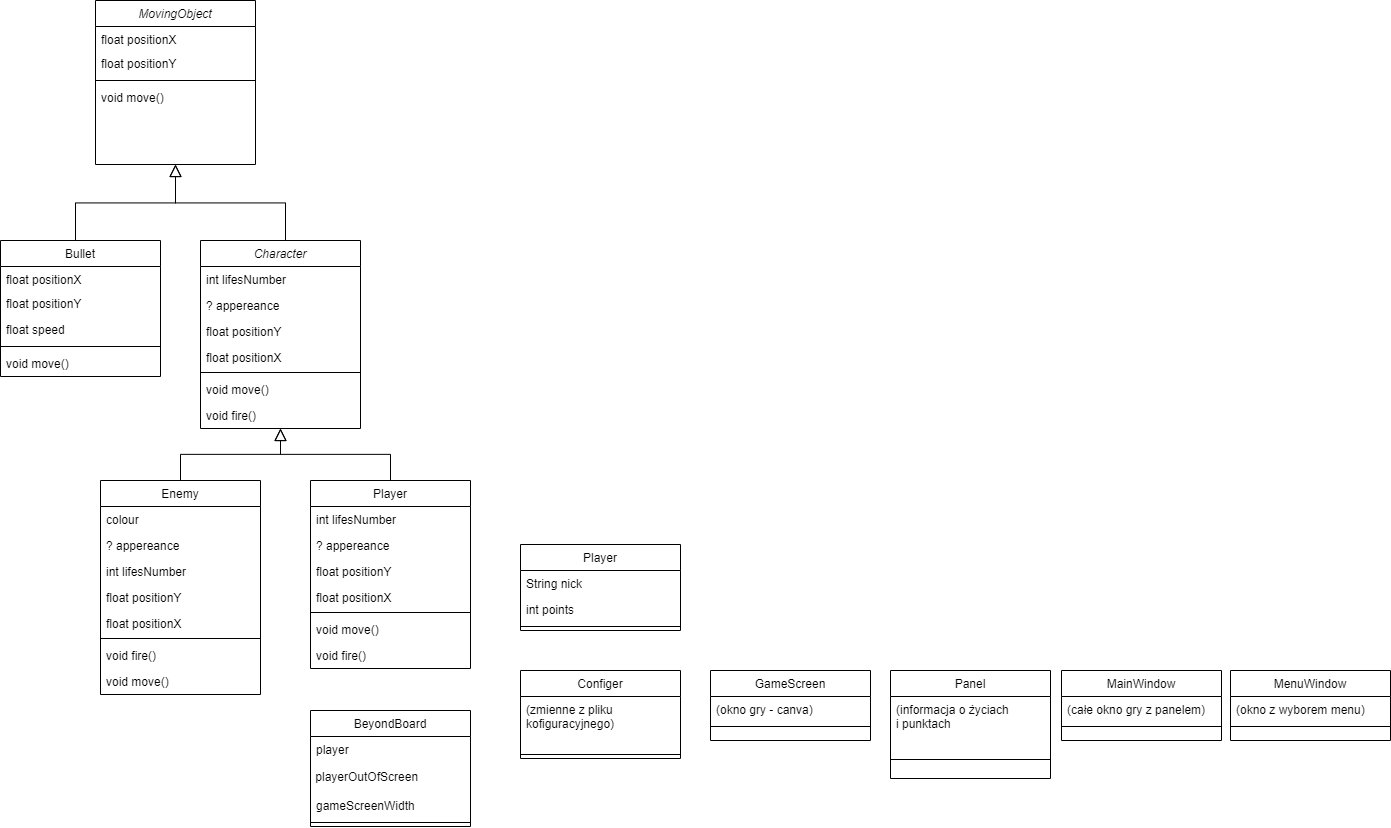 MovingObject
float positionX
float positionY
void move()
Bullet
float positionX
float positionY
float speed
void move()
Character
int lifesNumber
? appereance
float positionY
float positionX
void move()
void fire()
Enemy
colour
? appereance
int lifesNumber
float positionY
float positionX
void fire()
void move()
Player
int lifesNumber
? appereance
float positionY
float positionX
void move()
void fire()
Player
String nick
int points
BeyondBoard
player
playerOutOfScreen
gameScreenWidth
Configer
(zmienne z pliku
kofiguracyjnego)
GameScreen
(okno gry - canva)
Panel
(informacja o życiach
i punktach
MainWindow
(całe okno gry z panelem)
MenuWindow
(okno z wyborem menu)